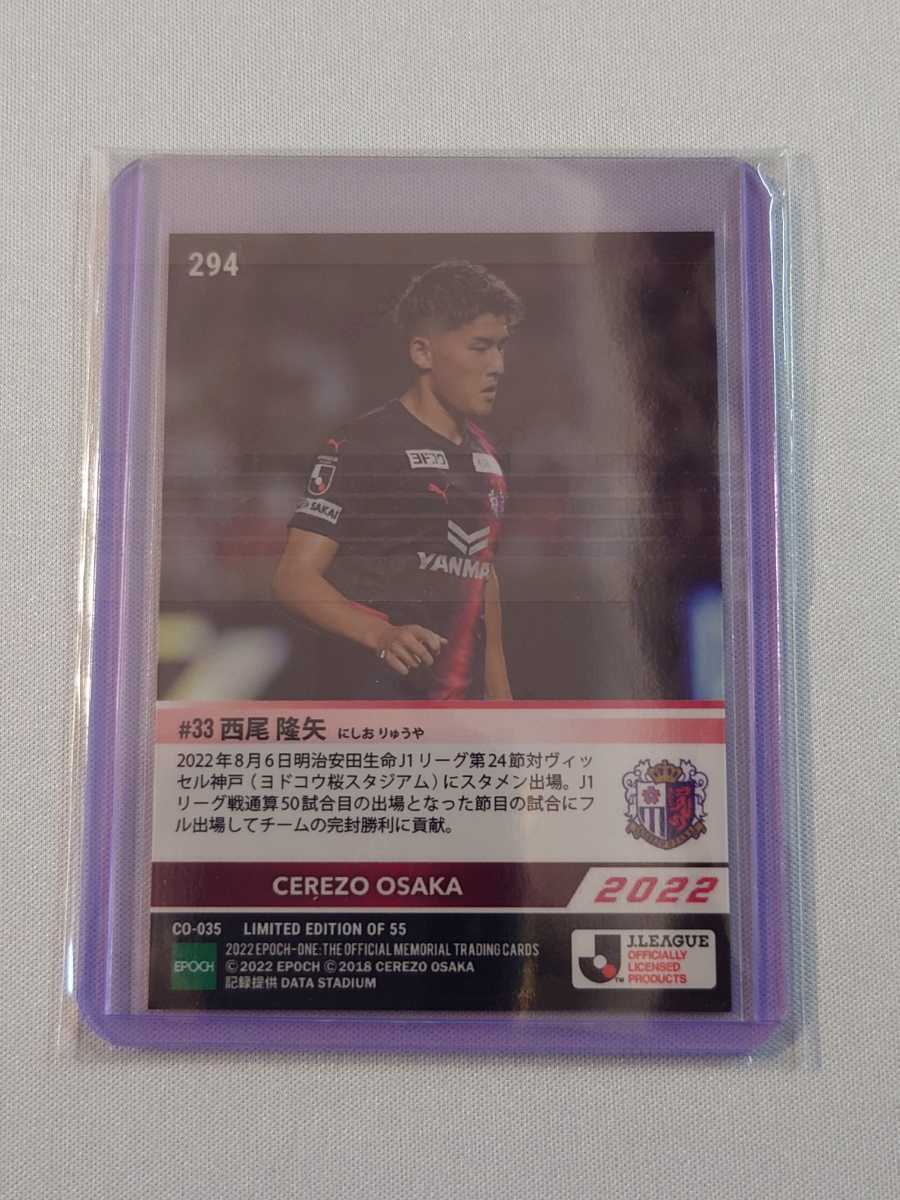 294
YANMA
SAKAI
#33 西尾 隆矢 にしお りゅうや
2022年8月6日明治安田生命J1リーグ第24節対ヴィッ
セル神戸（ヨドコウ桜スタジアム）にスタメン出場。J1
リーグ戦通算50試合目の出場となった節目の試合にフ
ル出場してチームの完封勝利に貢献。
CEREZO OSAKA
2022
CO-035 LIMITED EDITION OF 55
EPOCH
2022 EPOCH-ONE:THE OFFICIAL MEMORIAL TRADING CARDS
Ⓒ2022 EPOCH Ⓒ2018 CEREZO OSAKA
記録提供 DATA STADIUM
J.LEAGUE
OFFICIALLY
LICENSED
PRODUCTS
TM